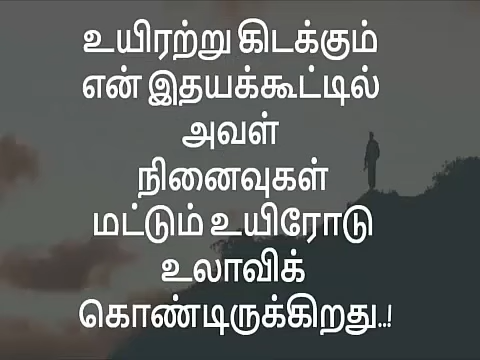 உயிரற்று கிடக்கும்
என் இதயக்கூட்டில்
அவள்
நினைவுகள்
மட்டும் உயிரோடு
உலாவிக்
கொண்டிருக்கிறது..!